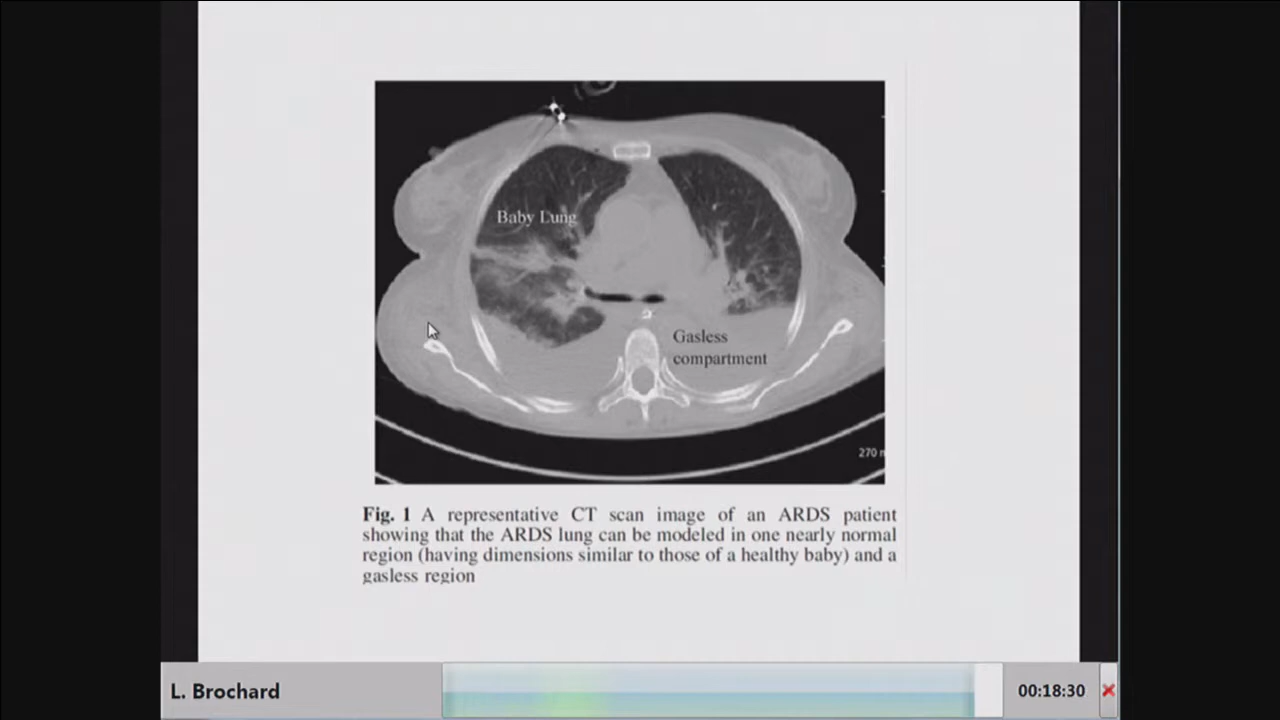 Baby Lung
Gasless
compartment
270
Fig. 1 A representative CT scan image of an ARDS patient
showing that the ARDS lung can be modeled in one nearly normal
region (having dimensions similar to those of a healthy baby) and a
gasless region
L. Brochard
00:18:30